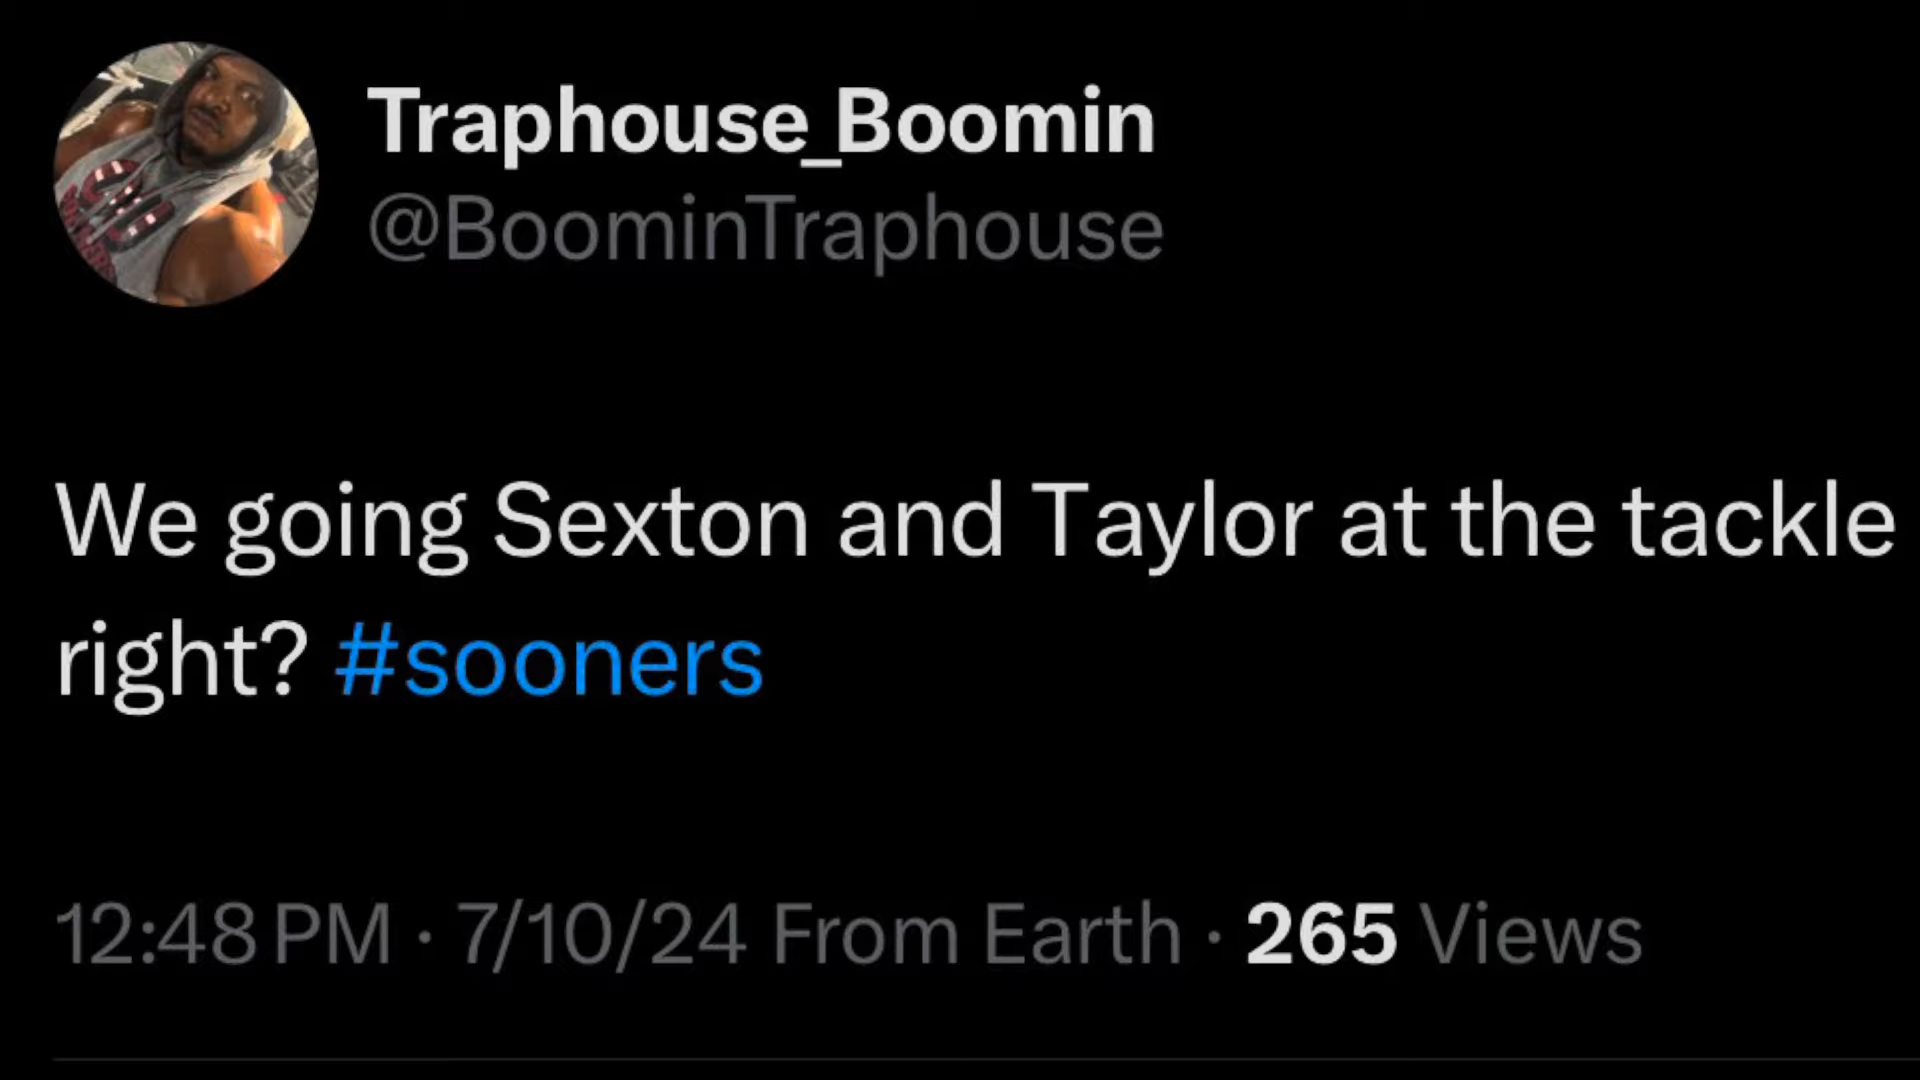 Traphouse_Boomin
@BoominTraphouse
We going Sexton and Taylor at the tackle
right? #sooners
12:48 PM · 7/10/24 From Earth · 265 Views